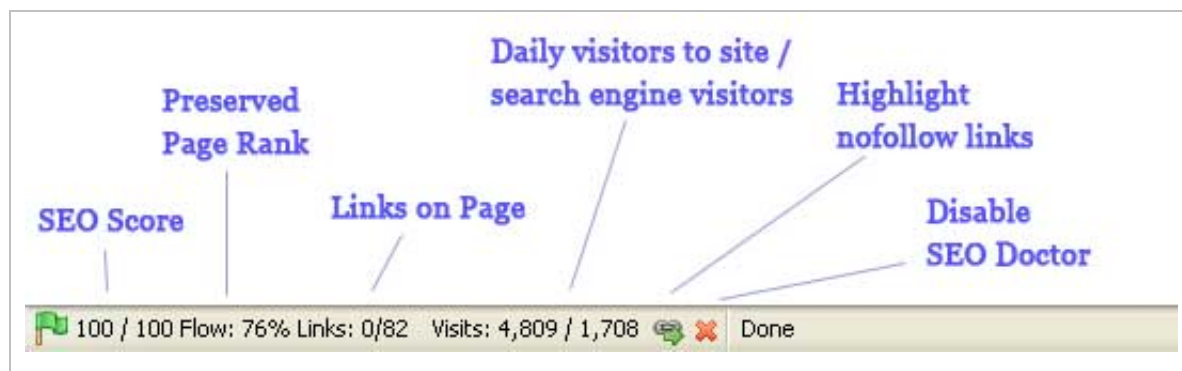 Daily visitors to site /
search engine visitors
Preserved
Page Rank
Highlight
nofollow links
SEO Score
Links on Page
Disable
SEO Doctor
100 / 100 Flow: 76% Links: 0/82 Visits: 4,809 / 1,708 Done